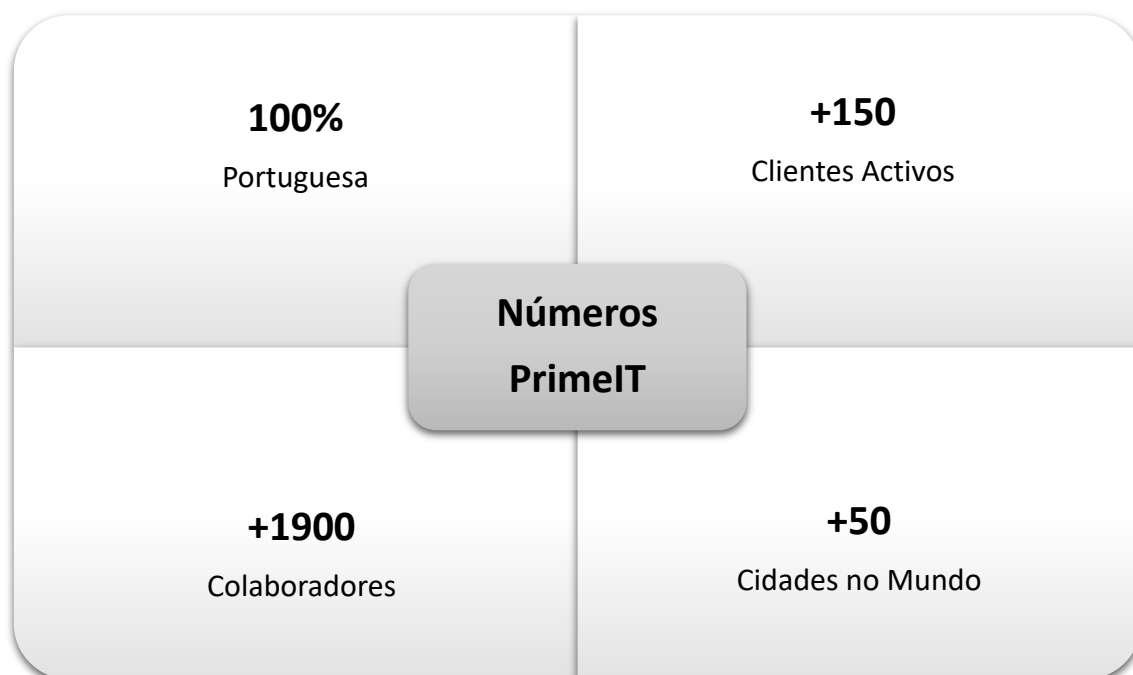 100%
Portuguesa
+150
Clientes Activos
Números
PrimeIT
+1900
Colaboradores
+50
Cidades no Mundo